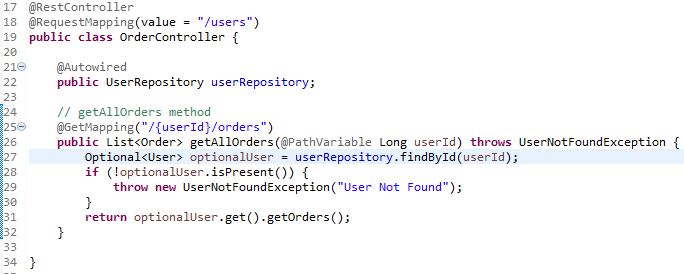 17 @RestController
18 @RequestMapping(value = "/users")
19 public class OrderController {
20
21 @Autowired
22 public UserRepository userRepository;
23
24 // getAllOrders method
25 @GetMapping("/{userId}/orders")
26 public List<Order> getAllOrders(@PathVariable Long userId) throws UserNotFoundException {
27 Optional<User> optionalUser = userRepository.findById(userId);
28 if (!optionalUser.isPresent()) {
29 throw new UserNotFoundException("User Not Found");
30 }
31 return optionalUser.get().getOrders();
32 }
33
34 }